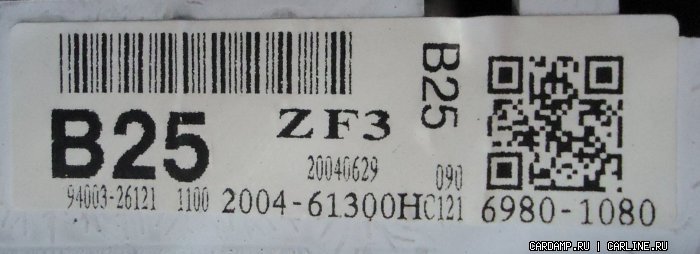 B25 ZF3 B25
20040629 090
94003-26121 1100 2004-61300HC121 6980-1080
CARDAMP.RU | CARLINE.RU